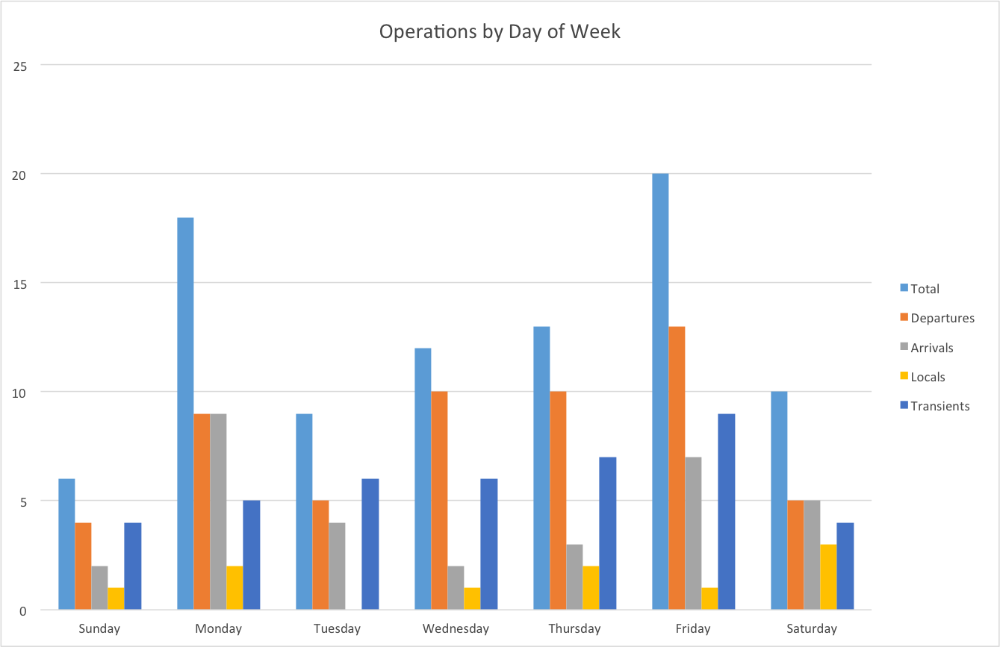 Operations by Day of Week
25
20
15
10
5
0
Sunday Monday Tuesday Wednesday Thursday Friday Saturday
Total
Departures
Arrivals
Locals
Transients